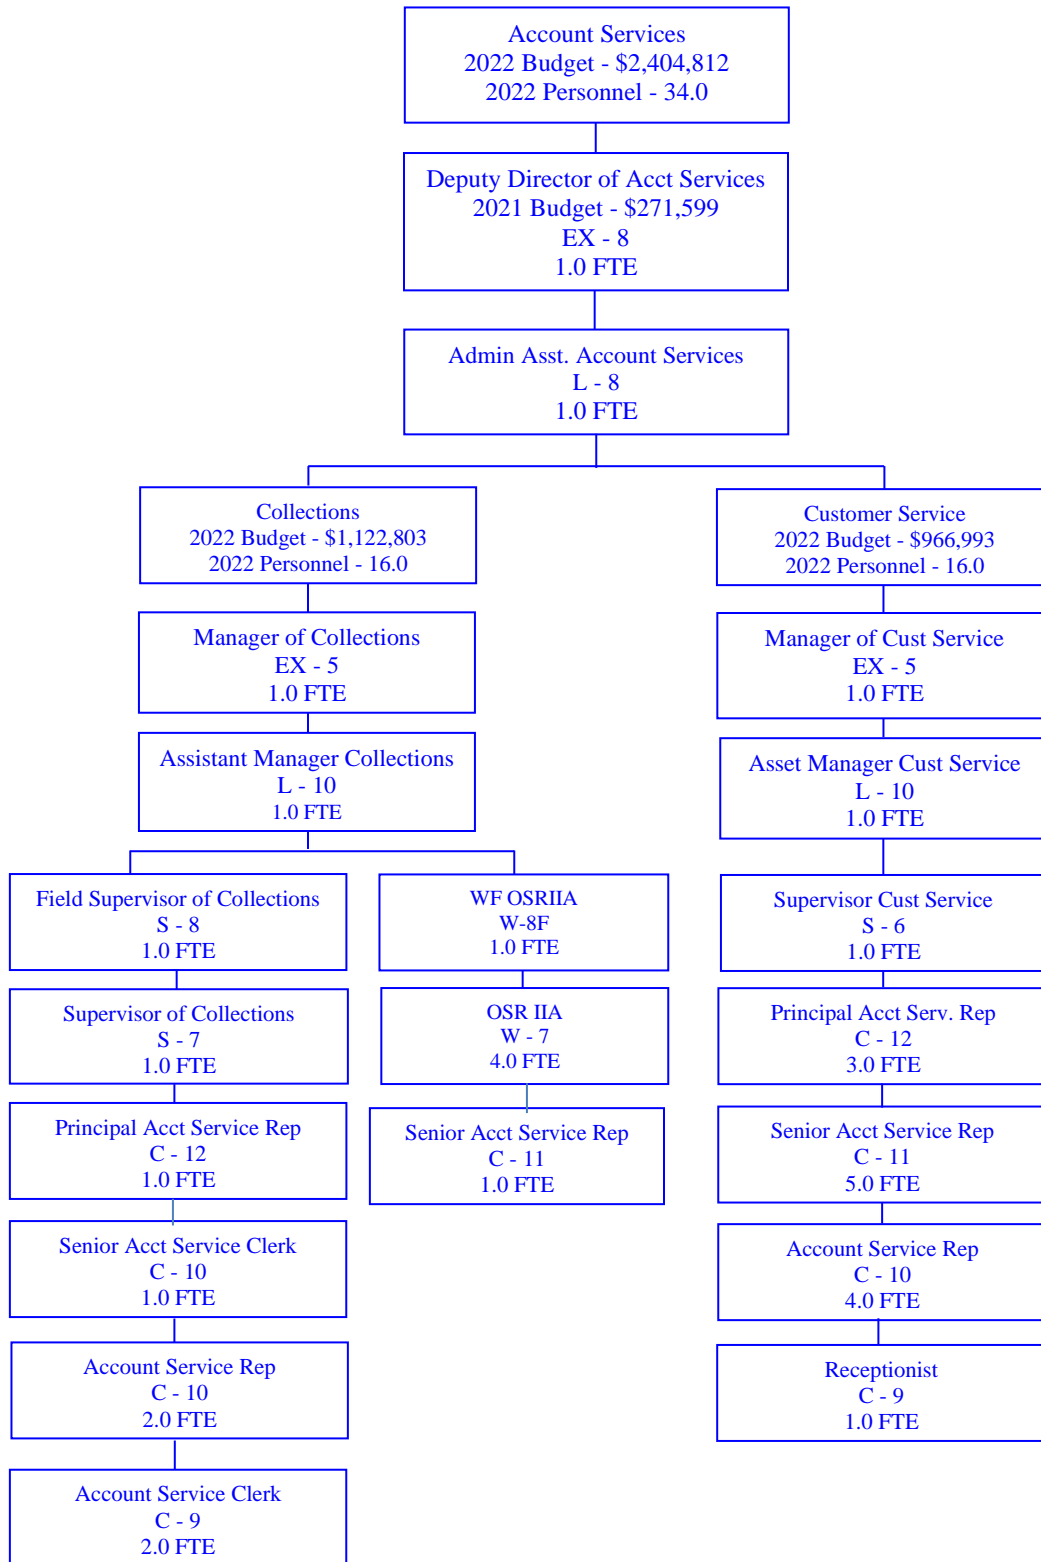 Account Services
2022 Budget - $2,404,812
2022 Personnel - 34.0
Deputy Director of Acct Services
2021 Budget - $271,599
EX - 8
1.0 FTE
Admin Asst. Account Services
L - 8
1.0 FTE
Collections
2022 Budget - $1,122,803
2022 Personnel - 16.0
Manager of Collections
EX - 5
1.0 FTE
Assistant Manager Collections
L - 10
1.0 FTE
Field Supervisor of Collections
S - 8
1.0 FTE
Supervisor of Collections
S - 7
1.0 FTE
Principal Acct Service Rep
C - 12
1.0 FTE
Senior Acct Service Clerk
C - 10
1.0 FTE
Account Service Rep
C - 10
2.0 FTE
Account Service Clerk
C - 9
2.0 FTE
WF OSRIIA
W-8F
1.0 FTE
OSR IIA
W - 7
4.0 FTE
Senior Acct Service Rep
C - 11
1.0 FTE
Customer Service
2022 Budget - $966,993
2022 Personnel - 16.0
Manager of Cust Service
EX - 5
1.0 FTE
Asset Manager Cust Service
L - 10
1.0 FTE
Supervisor Cust Service
S - 6
1.0 FTE
Principal Acct Serv. Rep
C - 12
3.0 FTE
Senior Acct Service Rep
C - 11
5.0 FTE
Account Service Rep
C - 10
4.0 FTE
Receptionist
C - 9
1.0 FTE